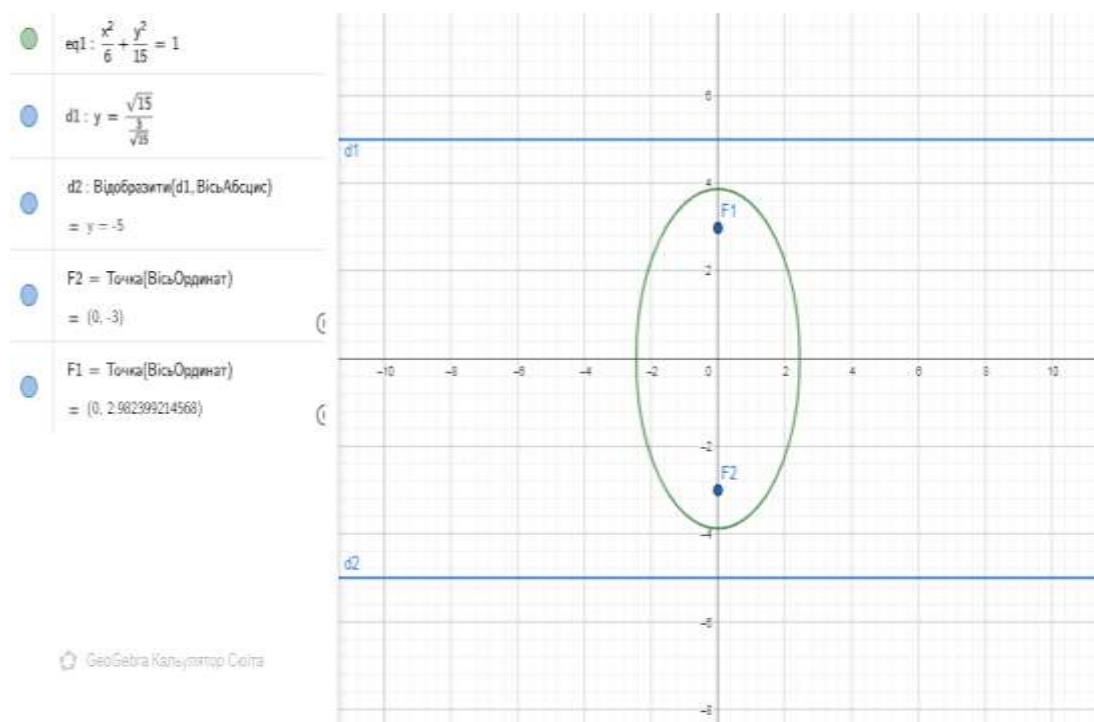 eq1 : x²/6 + y²/15 = 1
d1 : y = √15 / (3/√15)
d2 : Відобразити(d1, ВісьАбсцис)
= y = -5
F2 = Точка(ВісьОрдинат)
= (0, -3)
F1 = Точка(ВісьОрдинат)
= (0, 2.982399214568)
GeoGebra Калькулятор Сюїта
6
d1
4
F1
2
-10 -8 -6 -4 -2 0 2 4 6 8 10
-2
F2
-4
d2
-6
-8